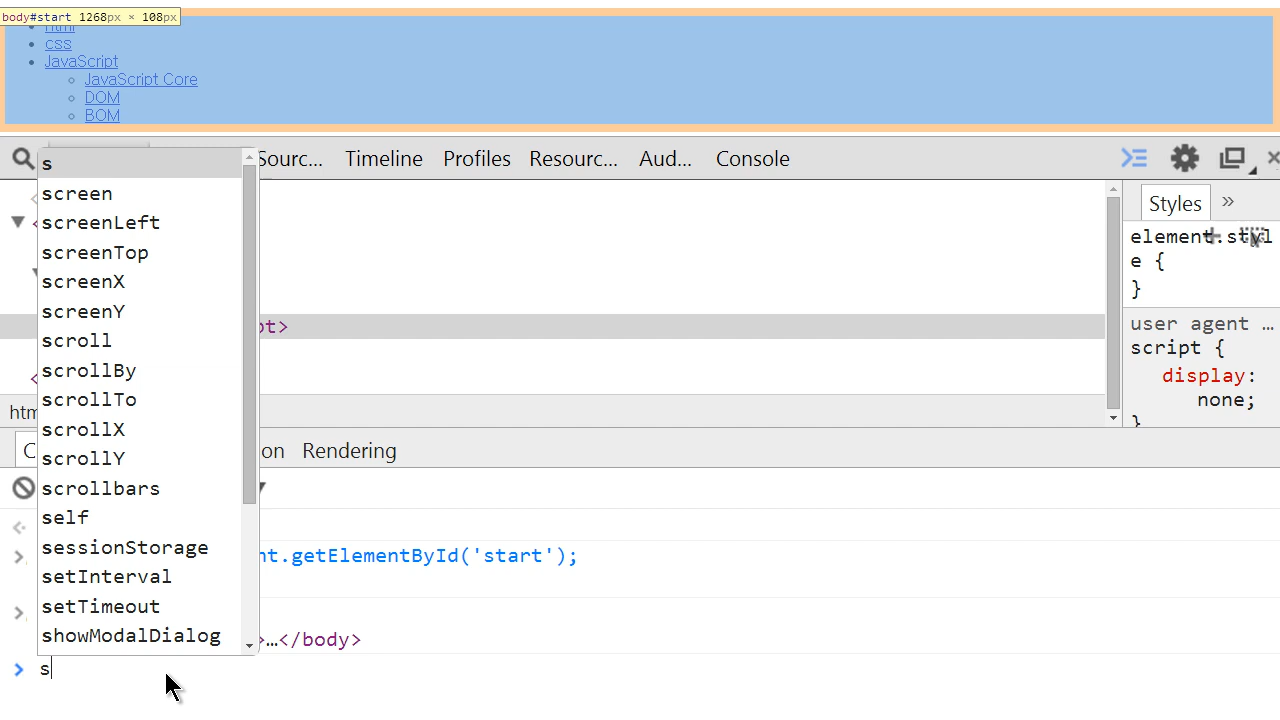 body#start 1268px × 108px
html
css
JavaScript
JavaScript Core
DOM
BOM
Sourc... Timeline Profiles Resourc... Aud... Console
s
screen
screenLeft
screenTop
screenX
screenY
scroll
scrollBy
scrollTo
scrollX
scrollY
scrollbars
self
sessionStorage
setInterval
setTimeout
showModalDialog
pt>
Styles »
element.styl
e {
}
user agent …
script {
display:
none;
}
htm
C on Rendering
nt.getElementById('start');
>…</body>
> s